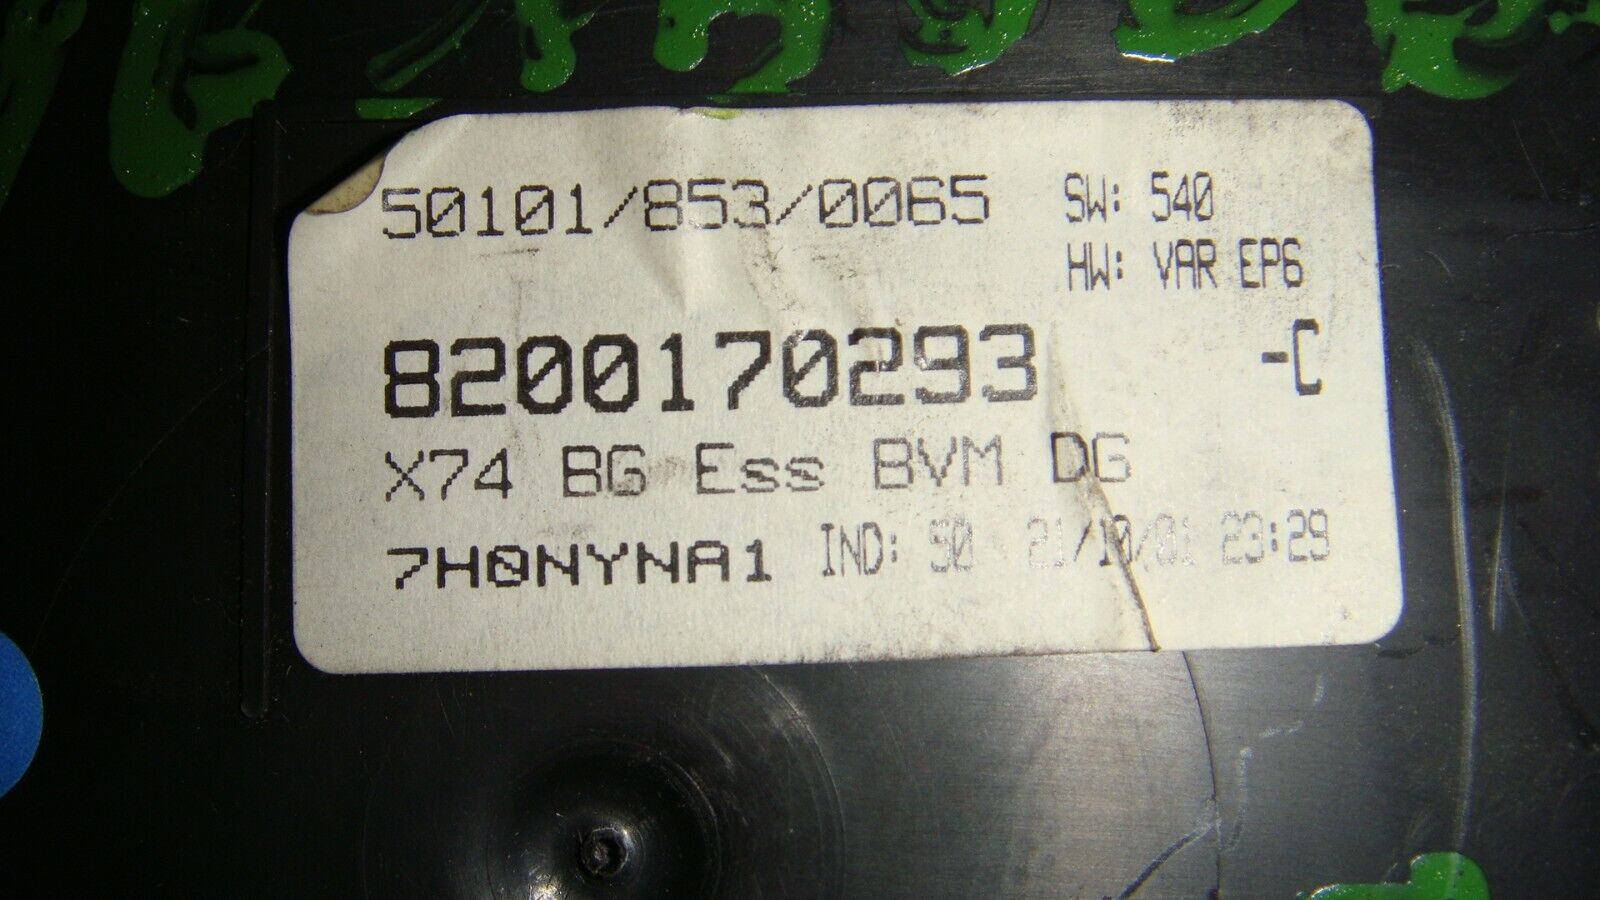 50101/853/0065 SW: 540
HW: VAR EP6
8200170293 -C
X74 BG Ess BVM DG
7H0NYNA1 IND: 50 21/10/01 23:29